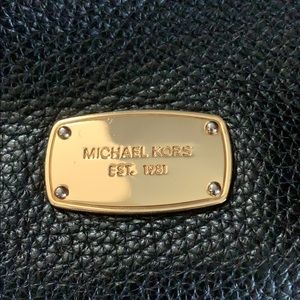 MICHAEL KORS
EST. 1981